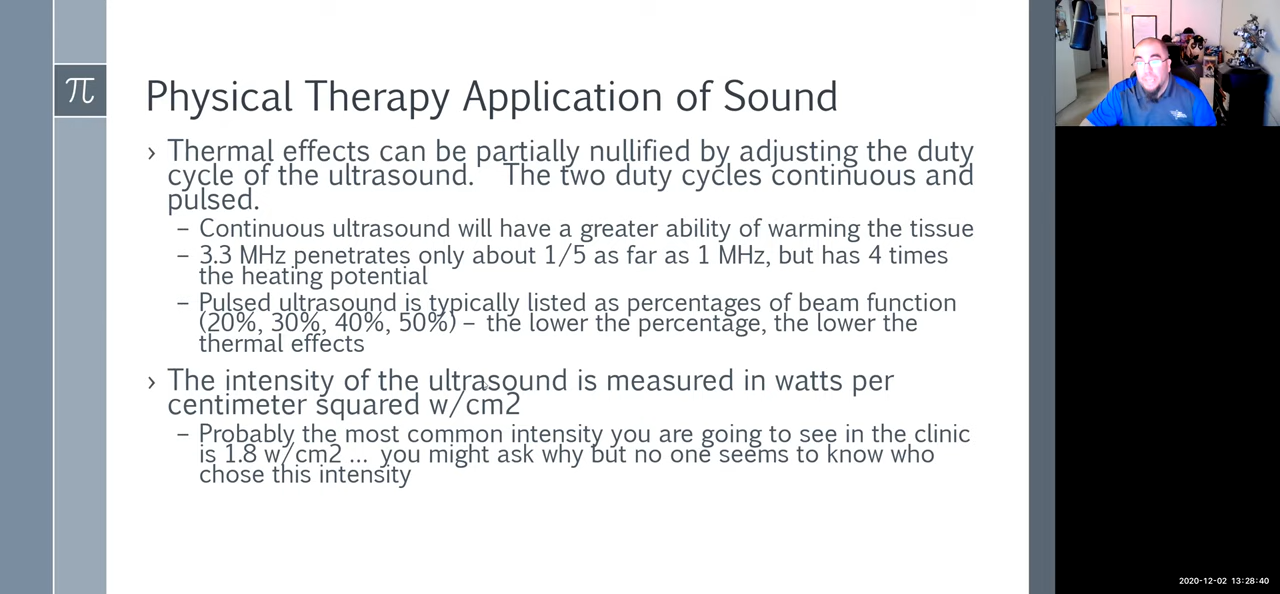 π
Physical Therapy Application of Sound
› Thermal effects can be partially nullified by adjusting the duty
cycle of the ultrasound. The two duty cycles continuous and
pulsed.
– Continuous ultrasound will have a greater ability of warming the tissue
– 3.3 MHz penetrates only about 1/5 as far as 1 MHz, but has 4 times
the heating potential
– Pulsed ultrasound is typically listed as percentages of beam function
(20%, 30%, 40%, 50%) – the lower the percentage, the lower the
thermal effects
› The intensity of the ultrasound is measured in watts per
centimeter squared w/cm2
– Probably the most common intensity you are going to see in the clinic
is 1.8 w/cm2 ... you might ask why but no one seems to know who
chose this intensity
2020-12-02 13:28:40